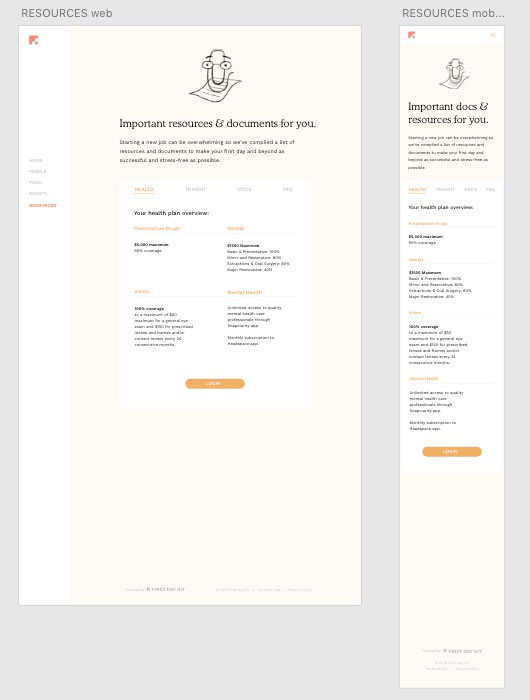 RESOURCES web
HOME
PEOPLE
FOOD
EVENTS
RESOURCES
Important resources & documents for you.
Starting a new job can be overwhelming so we've compiled a list of
resources and documents to make your first day and beyond as
successful and stress-free as possible.
HEALTH TRANSIT DOCS FAQ
Your health plan overview:
Prescription Drugs
$5,000 maximum
90% coverage
Dental
$1500 Maximum
Basic & Preventative: 100%
Minor and Restorative: 80%
Extractions & Oral Surgery: 80%
Major Restorative: 40%
Vision
100% coverage
to a maximum of $50
maximum for a general eye
exam and $150 for prescribed
lenses and frames and/or
contact lenses every 24
consecutive months.
Mental Health
Unlimited access to quality
mental health care
professionals through
Snapclarity app.
Monthly subscription to
Headspace app.
LOGIN
Powered by FIRST DAY KIT
Terms of Use | Privacy Policy
RESOURCES mob...
Important docs &
resources for you.
Starting a new job can be overwhelming so
we've compiled a list of resources and
documents to make your first day and
beyond as successful and stress-free as
possible.
HEALTH TRANSIT DOCS FAQ
Your health plan overview:
Prescription Drugs
$5,000 maximum
90% coverage
Dental
$1500 Maximum
Basic & Preventative: 100%
Minor and Restorative: 80%
Extractions & Oral Surgery: 80%
Major Restorative: 40%
Vision
100% coverage
to a maximum of $50
maximum for a general eye
exam and $150 for prescribed
lenses and frames and/or
contact lenses every 24
consecutive months.
Mental Health
Unlimited access to quality
mental health care
professionals through
Snapclarity app.
Monthly subscription to
Headspace app.
LOGIN
Powered by FIRST DAY KIT
Terms of Use | Privacy Policy